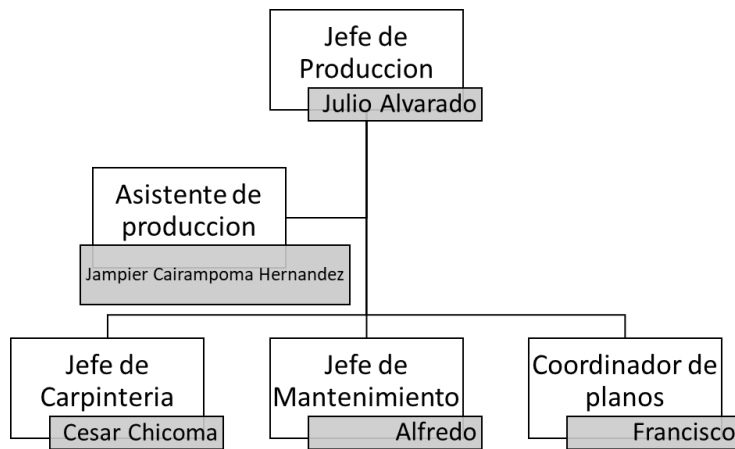 Jefe de
Produccion
Julio Alvarado
Asistente de
produccion
Jampier Cairampoma Hernandez
Jefe de
Carpinteria
Cesar Chicoma
Jefe de
Mantenimiento
Alfredo
Coordinador de
planos
Francisco